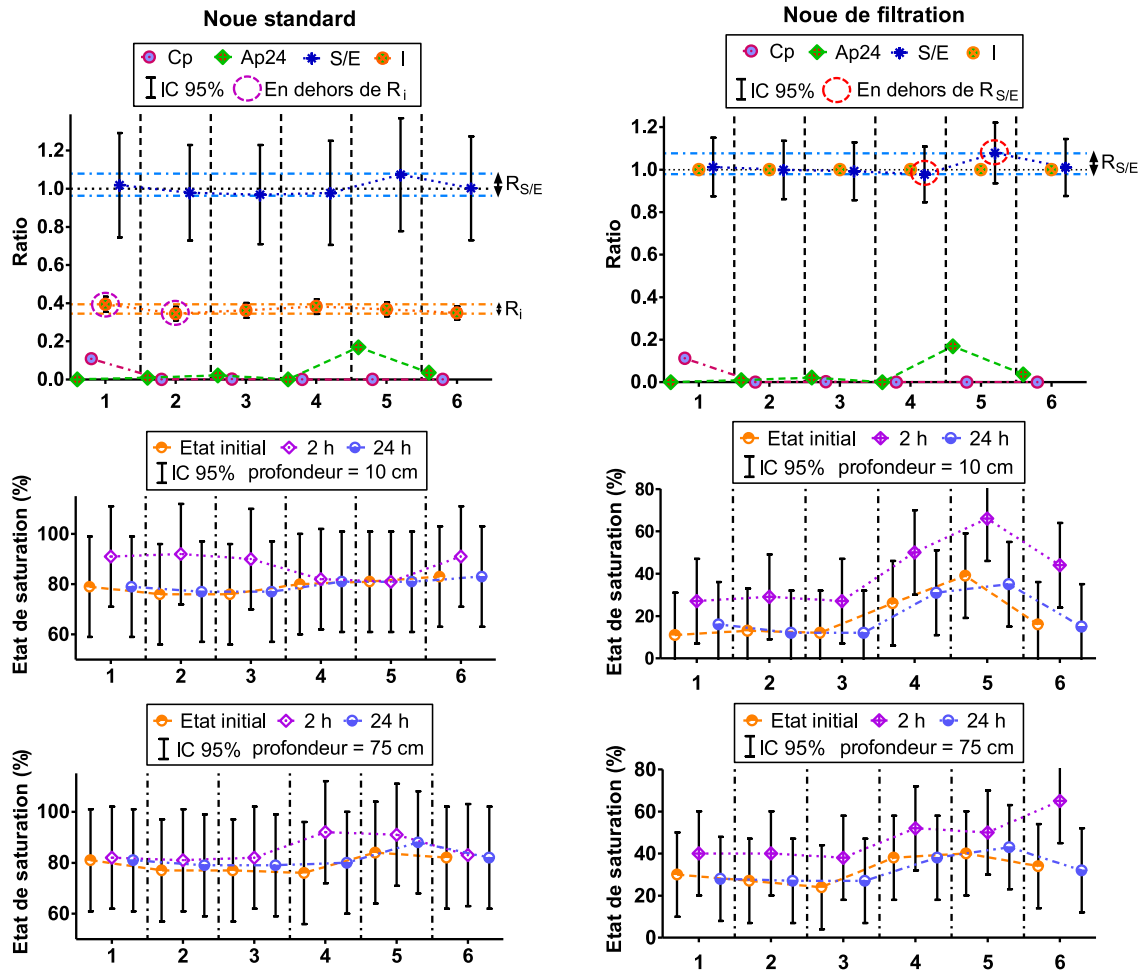 Noue standard
Cp Ap24 S/E I
IC 95% En dehors de Ri
Ratio
1.2
1.0
0.8
0.6
0.4
0.2
0.0
RS/E
Ri
1 2 3 4 5 6
Noue de filtration
Cp Ap24 S/E I
IC 95% En dehors de RS/E
Ratio
1.2
1.0
0.8
0.6
0.4
0.2
0.0
RS/E
1 2 3 4 5 6
Etat initial 2 h 24 h
IC 95% profondeur = 10 cm
Etat de saturation (%)
100
80
60
1 2 3 4 5 6
Etat initial 2 h 24 h
IC 95% profondeur = 10 cm
Etat de saturation (%)
80
60
40
20
0
1 2 3 4 5 6
Etat initial 2 h 24 h
IC 95% profondeur = 75 cm
Etat de saturation (%)
100
80
60
1 2 3 4 5 6
Etat initial 2 h 24 h
IC 95% profondeur = 75 cm
Etat de saturation (%)
80
60
40
20
0
1 2 3 4 5 6